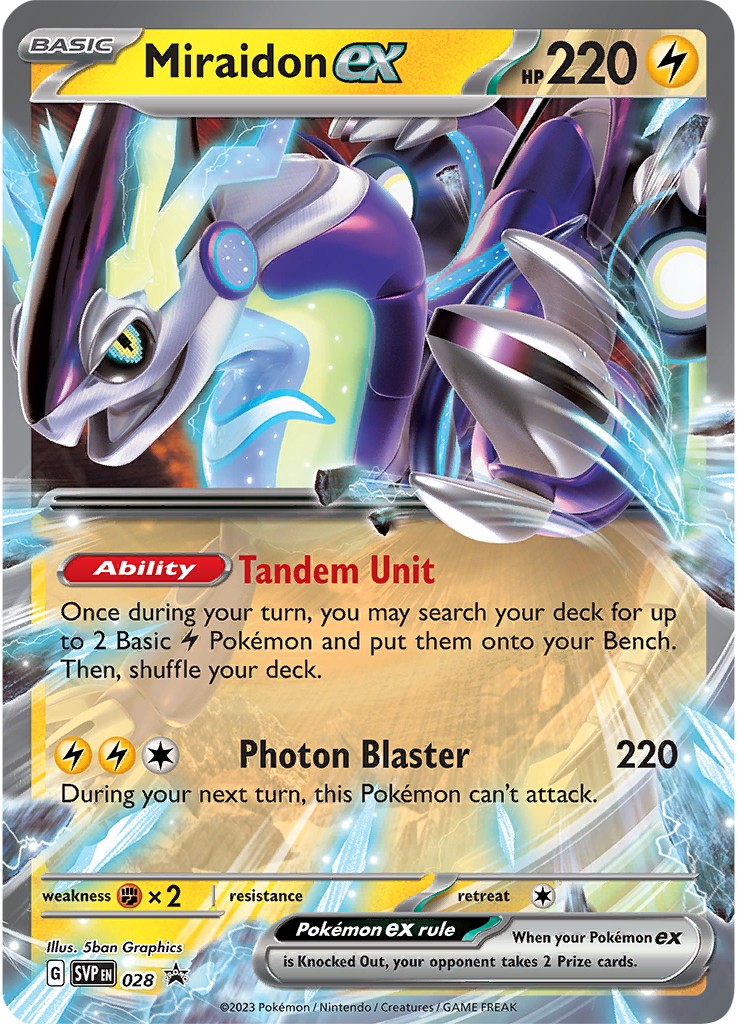 BASIC
Miraidon ex
HP 220
Ability Tandem Unit
Once during your turn, you may search your deck for up
to 2 Basic Pokémon and put them onto your Bench.
Then, shuffle your deck.
Photon Blaster 220
During your next turn, this Pokémon can't attack.
weakness ×2 resistance retreat
Pokémon ex rule
When your Pokémon ex
is Knocked Out, your opponent takes 2 Prize cards.
Illus. 5ban Graphics
G SVP EN 028
©2023 Pokémon / Nintendo / Creatures / GAME FREAK